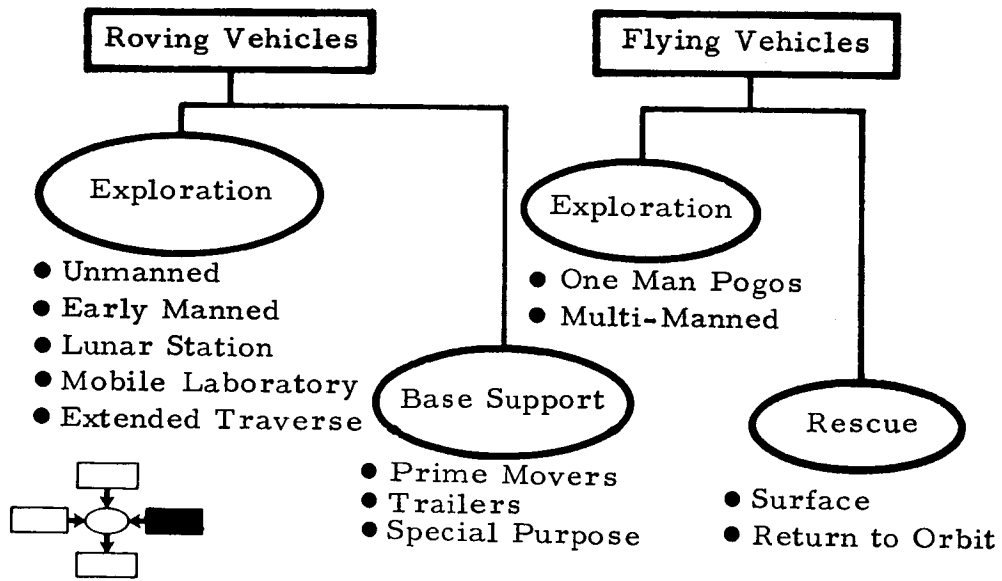 Roving Vehicles
Exploration
● Unmanned
● Early Manned
● Lunar Station
● Mobile Laboratory
● Extended Traverse
Base Support
● Prime Movers
● Trailers
● Special Purpose
Flying Vehicles
Exploration
● One Man Pogos
● Multi-Manned
Rescue
● Surface
● Return to Orbit